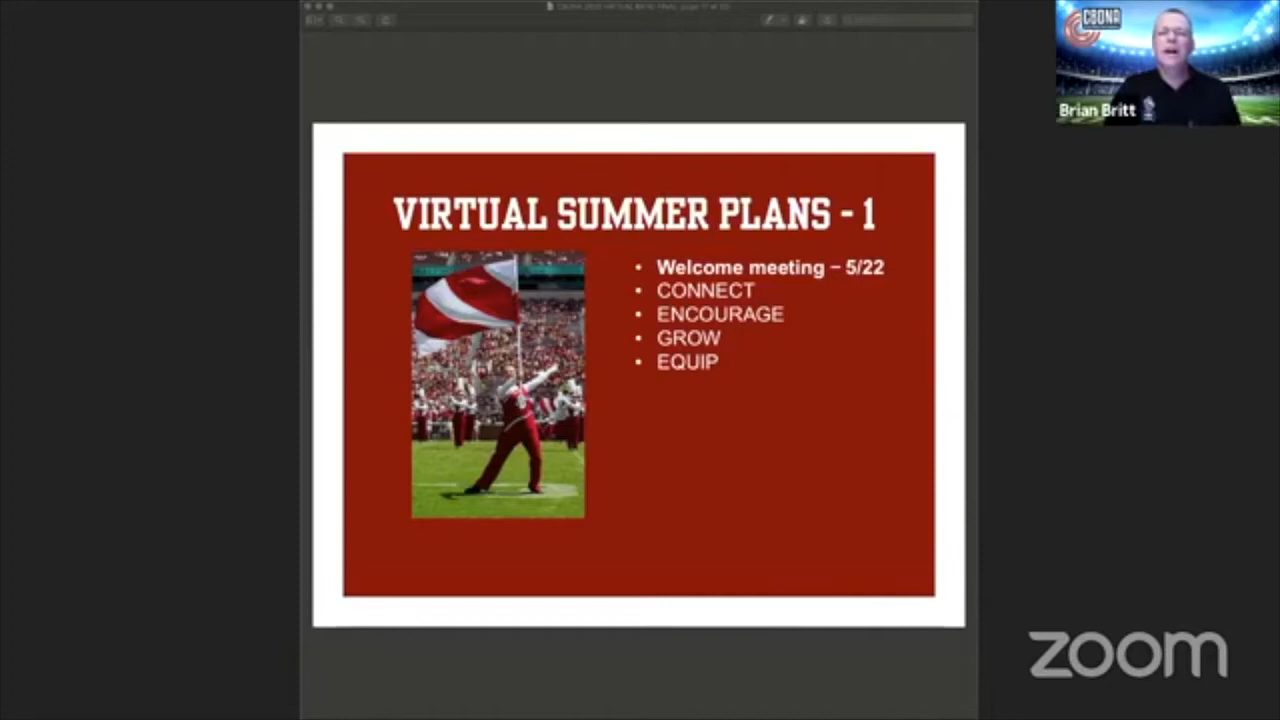 CBDNA
Brian Britt
VIRTUAL SUMMER PLANS - 1
• Welcome meeting – 5/22
• CONNECT
• ENCOURAGE
• GROW
• EQUIP
zoom